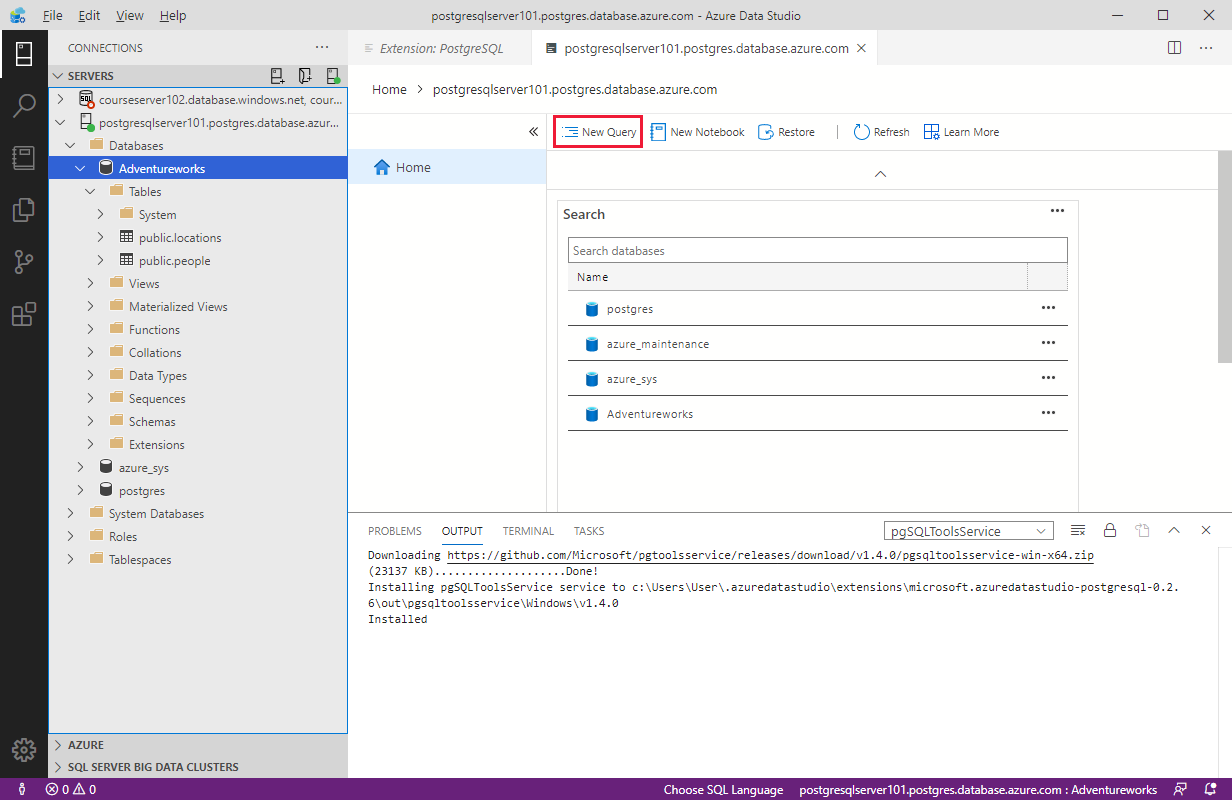 File Edit View Help
postgresqlserver101.postgres.database.azure.com - Azure Data Studio
CONNECTIONS
SERVERS
courseserver102.database.windows.net, cour...
postgresqlserver101.postgres.database.azur...
Databases
Adventureworks
Tables
System
public.locations
public.people
Views
Materialized Views
Functions
Collations
Data Types
Sequences
Schemas
Extensions
azure_sys
postgres
System Databases
Roles
Tablespaces
AZURE
SQL SERVER BIG DATA CLUSTERS
Extension: PostgreSQL
postgresqlserver101.postgres.database.azure.com
Home > postgresqlserver101.postgres.database.azure.com
New Query New Notebook Restore | Refresh Learn More
Home
Search
Search databases
Name
postgres
azure_maintenance
azure_sys
Adventureworks
PROBLEMS OUTPUT TERMINAL TASKS
pgSQLToolsService
Downloading https://github.com/Microsoft/pgtoolsservice/releases/download/v1.4.0/pgsqltoolsservice-win-x64.zip
(23137 KB)....................Done!
Installing pgSQLToolsService service to c:\Users\User\.azuredatastudio\extensions\microsoft.azuredatastudio-postgresql-0.2.
6\out\pgsqltoolsservice\Windows\v1.4.0
Installed
0 0
Choose SQL Language
postgresqlserver101.postgres.database.azure.com : Adventureworks